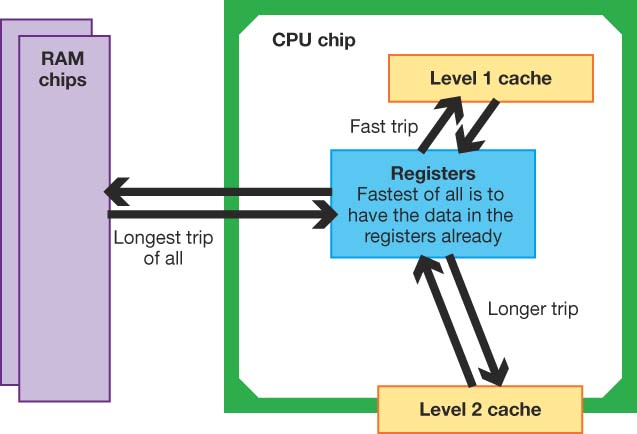 RAM
chips
CPU chip
Level 1 cache
Fast trip
Registers
Fastest of all is to
have the data in the
registers already
Longest trip
of all
Longer trip
Level 2 cache